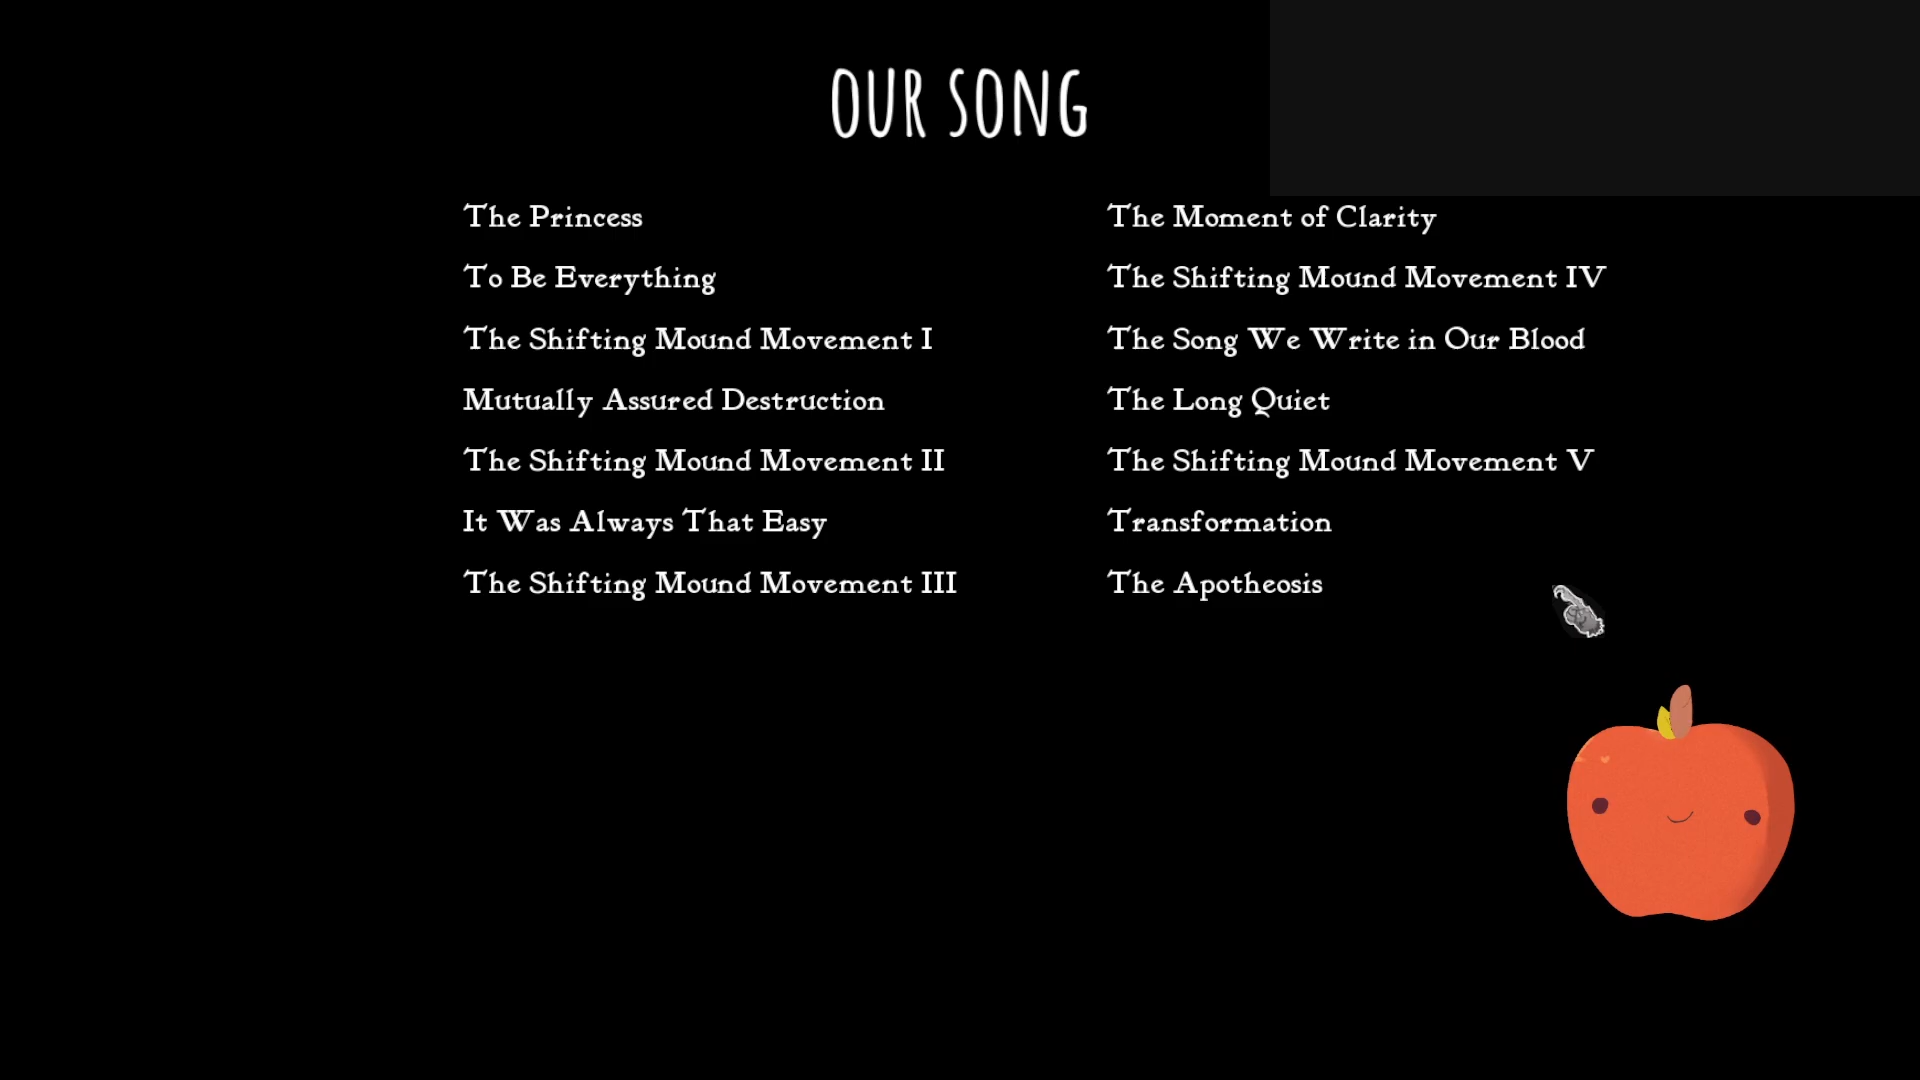 OUR SONG
The Princess
To Be Everything
The Shifting Mound Movement I
Mutually Assured Destruction
The Shifting Mound Movement II
It Was Always That Easy
The Shifting Mound Movement III
The Moment of Clarity
The Shifting Mound Movement IV
The Song We Write in Our Blood
The Long Quiet
The Shifting Mound Movement V
Transformation
The Apotheosis